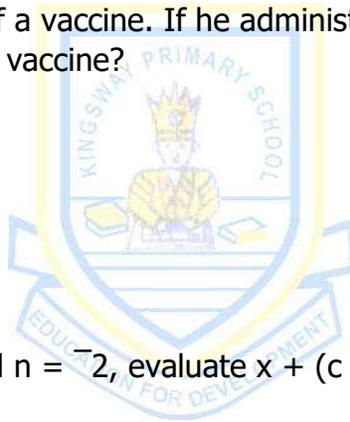 f a vaccine. If he administ
vaccine?
KINGSWAY PRIMARY SCHOOL
n = ¯2, evaluate x + (c
EDUCATION FOR DEVELOPMENT